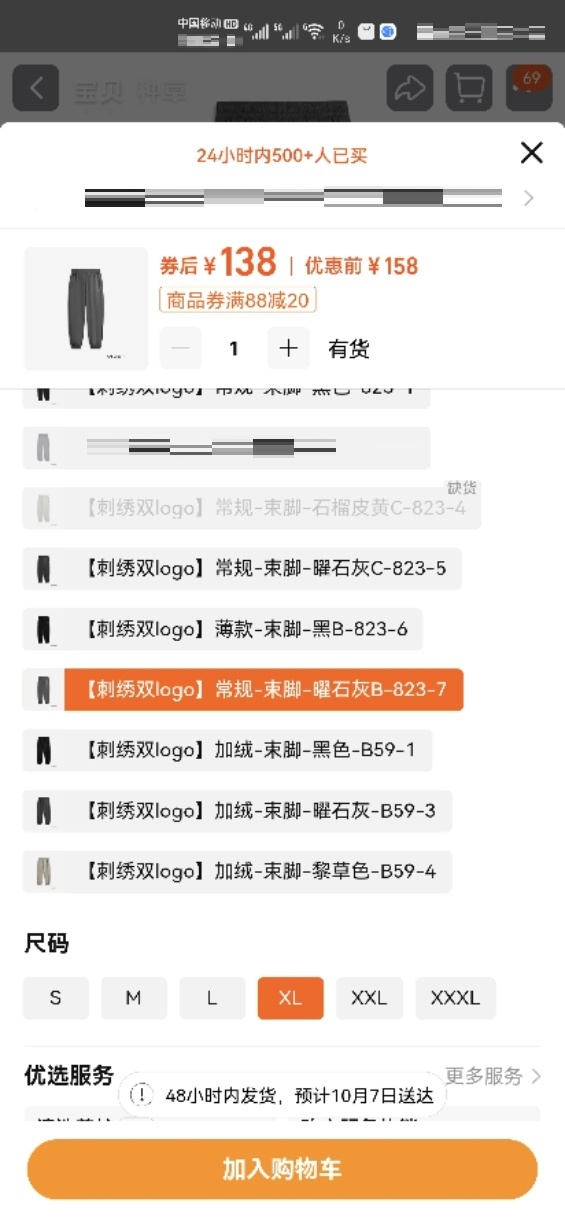 中国移动 HD 5G 5G 6 0 K/s
宝贝 种草 69
24小时内500+人已买
券后¥138 | 优惠前¥158
商品券满88减20
1 有货
【刺绣双logo】常规-束脚-黑色-823-1
缺货
【刺绣双logo】常规-束脚-石榴皮黄C-823-4
【刺绣双logo】常规-束脚-曜石灰C-823-5
【刺绣双logo】薄款-束脚-黑B-823-6
【刺绣双logo】常规-束脚-曜石灰B-823-7
【刺绣双logo】加绒-束脚-黑色-B59-1
【刺绣双logo】加绒-束脚-曜石灰-B59-3
【刺绣双logo】加绒-束脚-黎草色-B59-4
尺码
S M L XL XXL XXXL
优选服务 更多服务
48小时内发货，预计10月7日送达
加入购物车